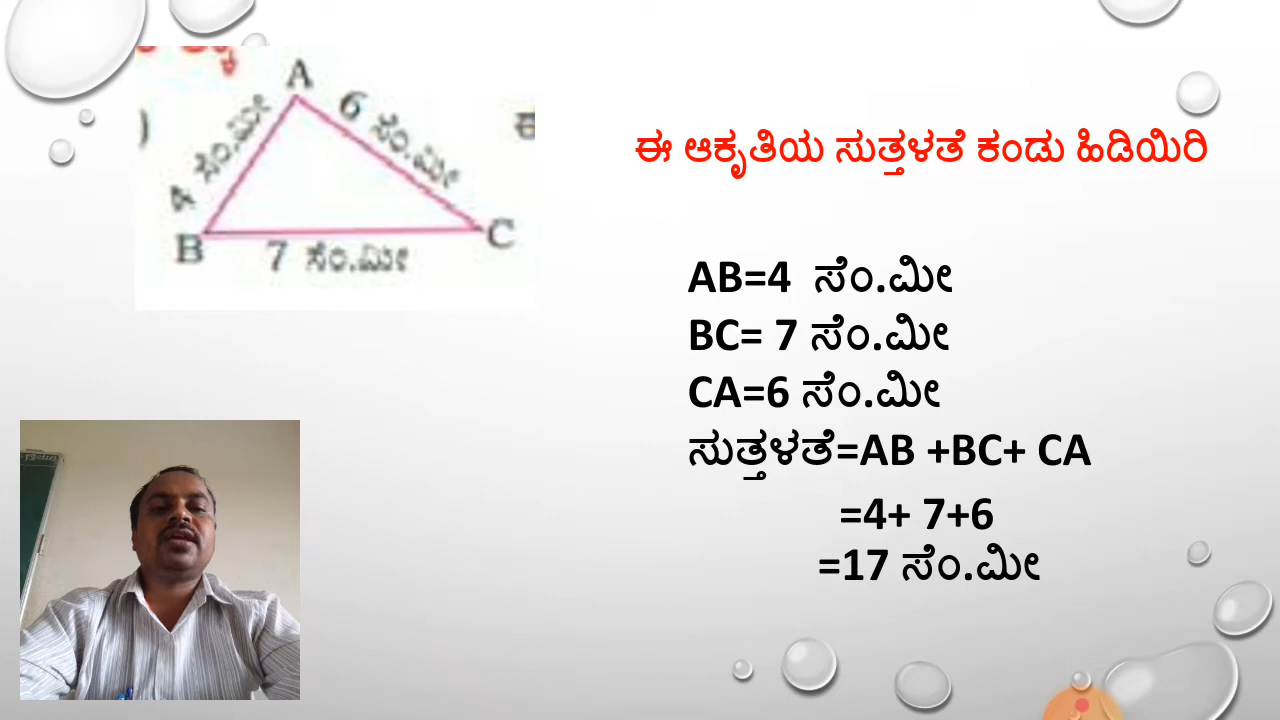 A
6 ಸೆಂ.ಮೀ
4 ಸೆಂ.ಮೀ
B
C
7 ಸೆಂ.ಮೀ
ಈ ಆಕೃತಿಯ ಸುತ್ತಳತೆ ಕಂಡು ಹಿಡಿಯಿರಿ
AB=4 ಸೆಂ.ಮೀ
BC= 7 ಸೆಂ.ಮೀ
CA=6 ಸೆಂ.ಮೀ
ಸುತ್ತಳತೆ=AB +BC+ CA
=4+ 7+6
=17 ಸೆಂ.ಮೀ